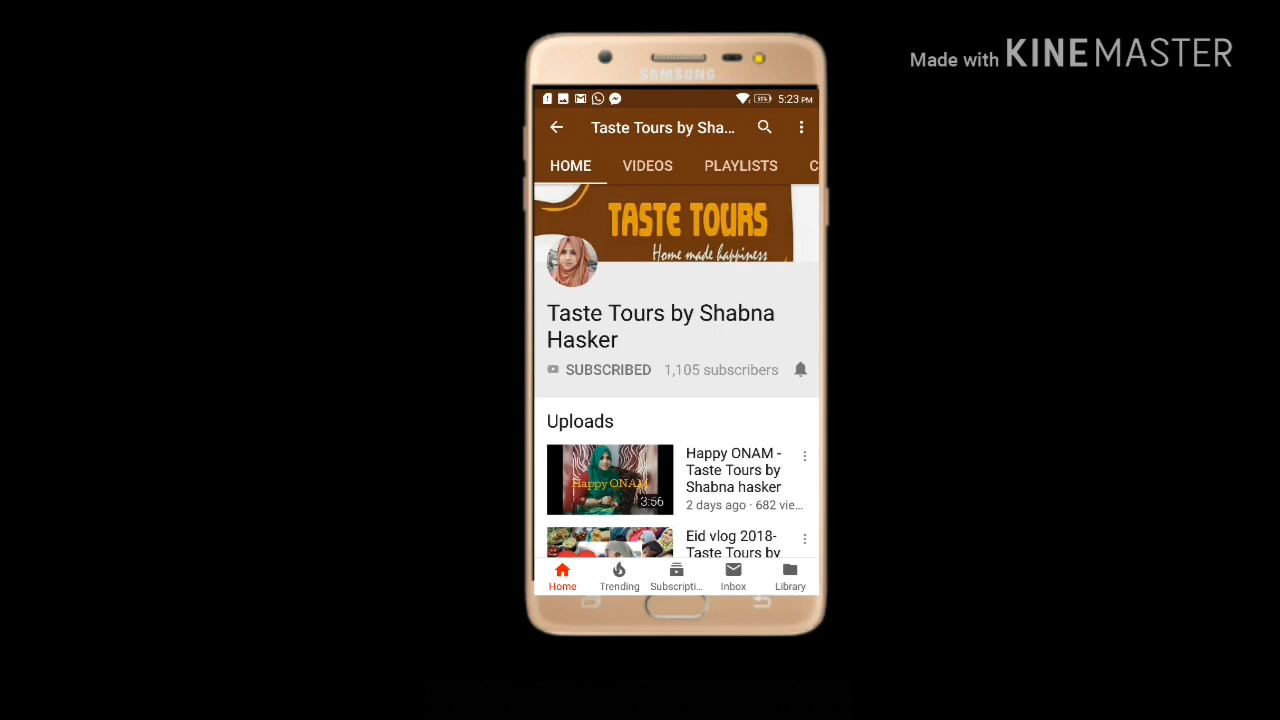 Made with KINEMASTER
SAMSUNG
51% 5:23 PM
Taste Tours by Sha...
HOME VIDEOS PLAYLISTS C
TASTE TOURS
Home made happiness
Taste Tours by Shabna
Hasker
SUBSCRIBED 1,105 subscribers
Uploads
Happy ONAM
3:56
Happy ONAM -
Taste Tours by
Shabna hasker
2 days ago · 682 vie...
Eid vlog 2018-
Taste Tours by
Home Trending Subscripti... Inbox Library